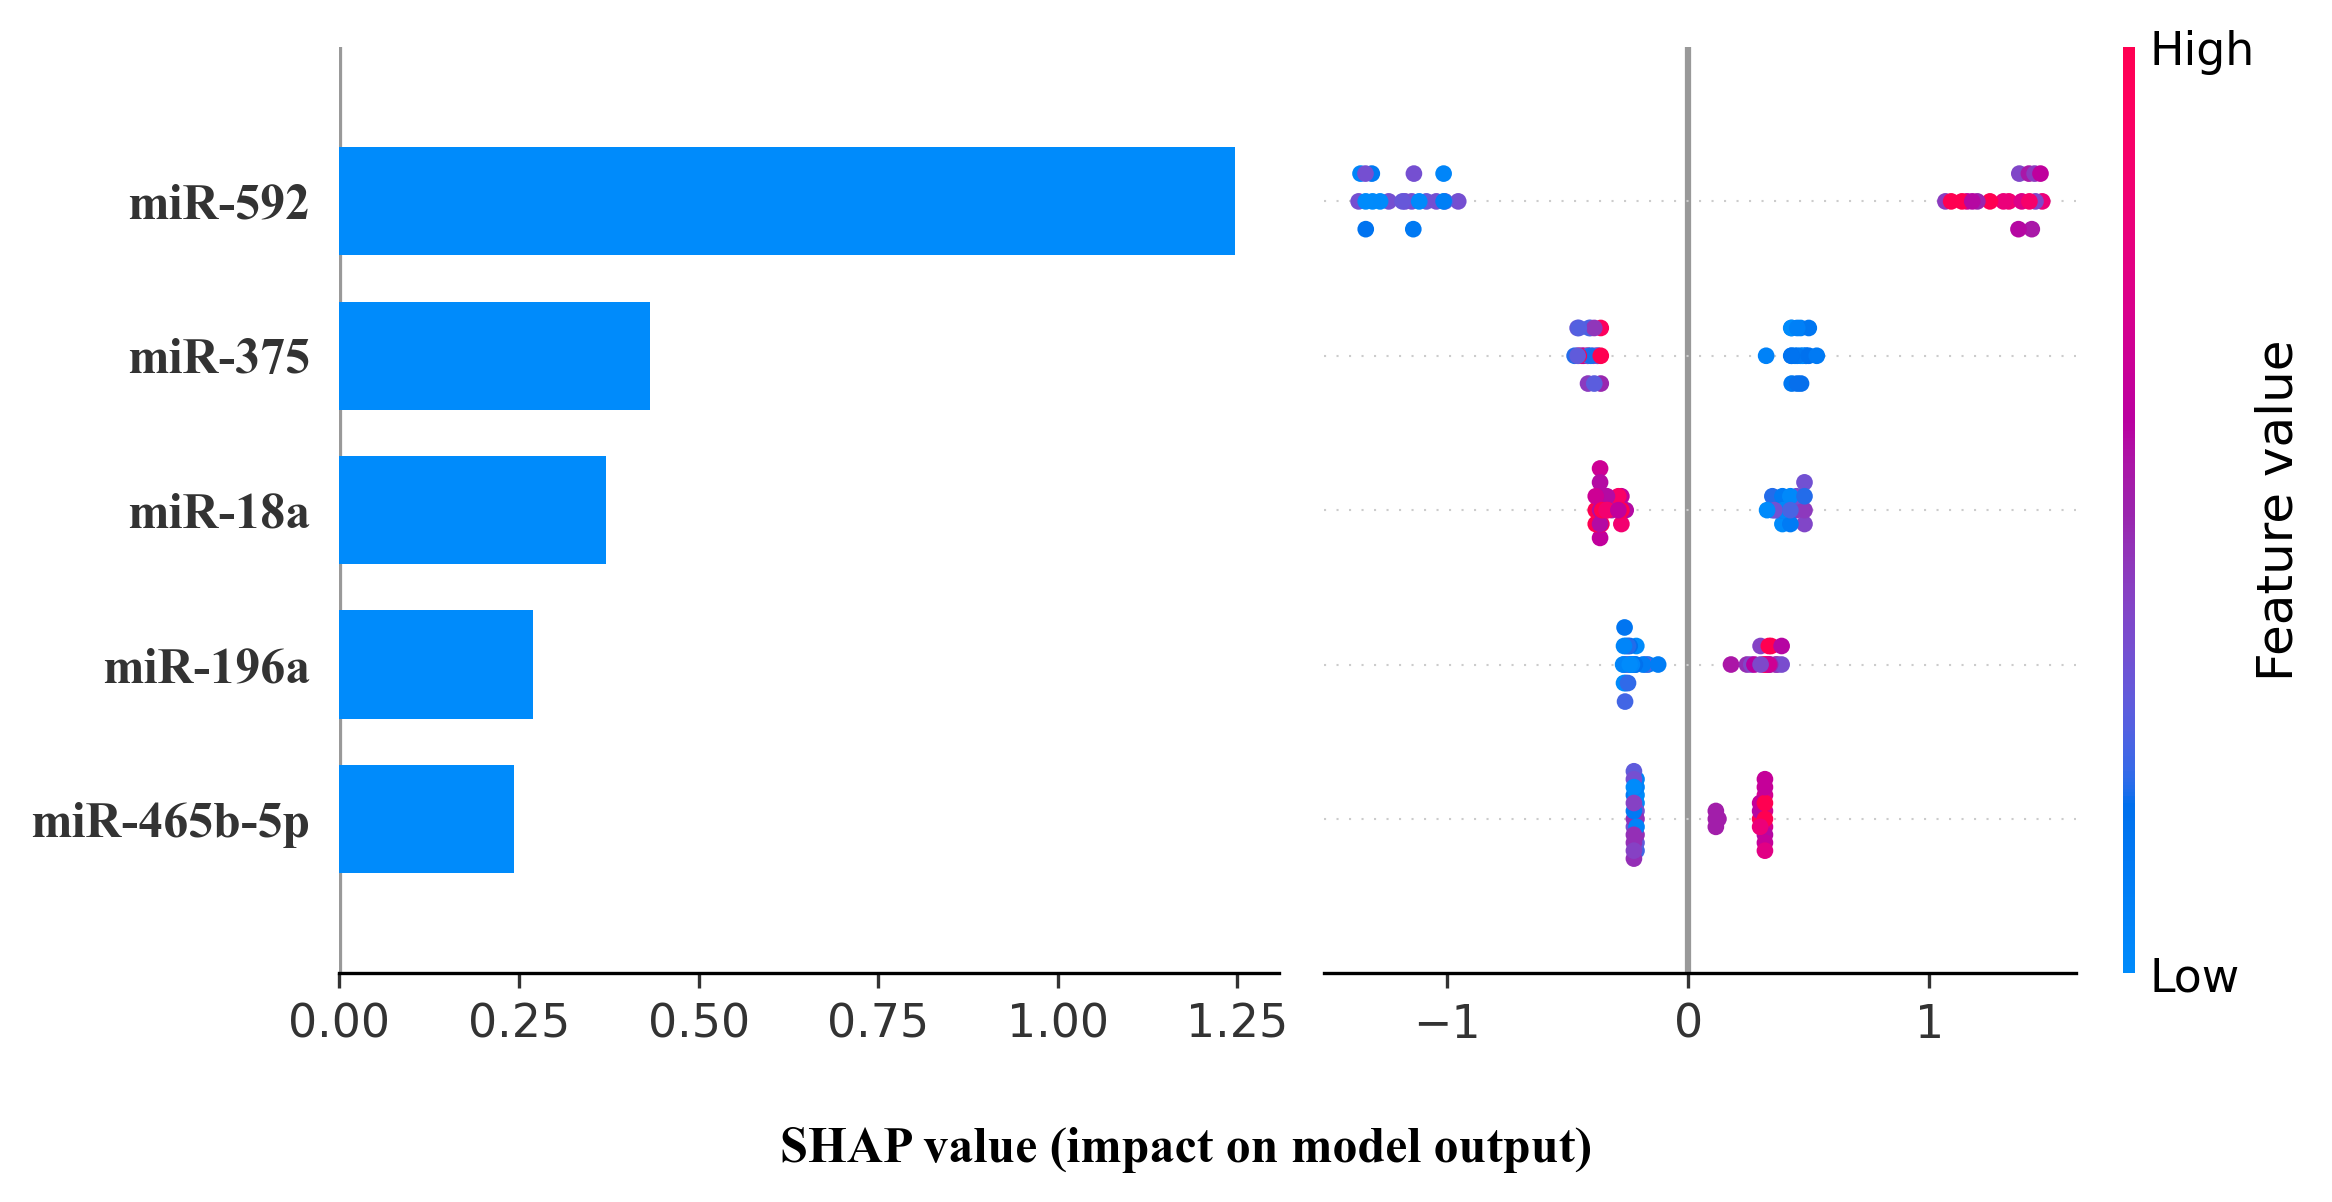 High
miR-592
miR-375
miR-18a
miR-196a
miR-465b-5p
Feature value
Low
0.00 0.25 0.50 0.75 1.00 1.25 −1 0 1
SHAP value (impact on model output)